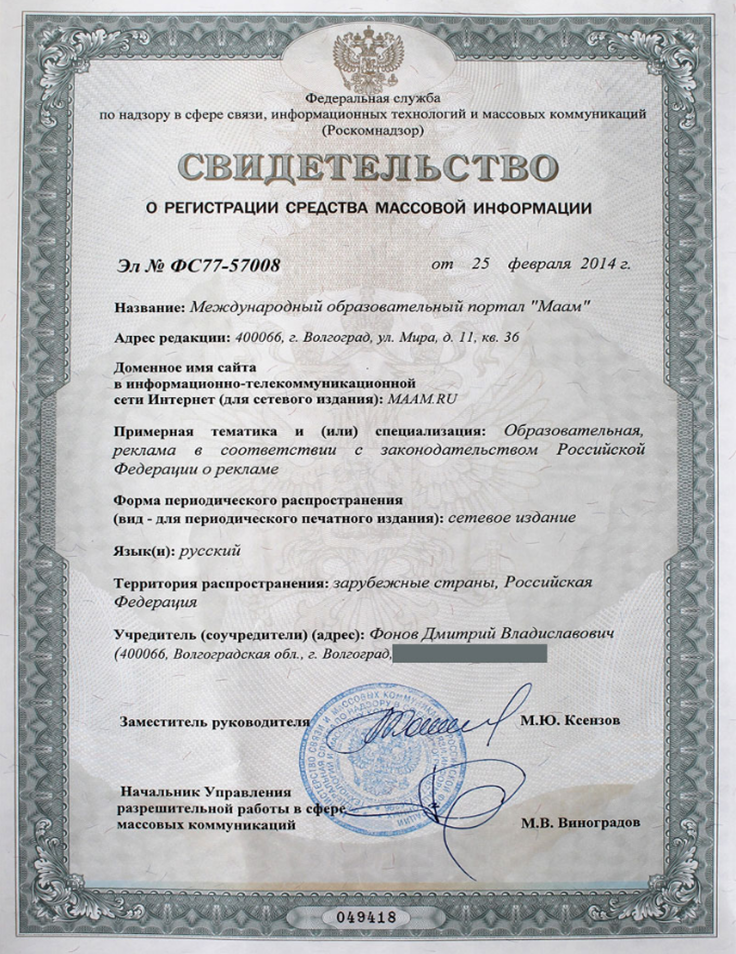 Федеральная служба
по надзору в сфере связи, информационных технологий и массовых коммуникаций
(Роскомнадзор)
СВИДЕТЕЛЬСТВО
О РЕГИСТРАЦИИ СРЕДСТВА МАССОВОЙ ИНФОРМАЦИИ
Эл № ФС77-57008 от 25 февраля 2014 г.
Название: Международный образовательный портал "Маам"
Адрес редакции: 400066, г. Волгоград, ул. Мира, д. 11, кв. 36
Доменное имя сайта
в информационно-телекоммуникационной
сети Интернет (для сетевого издания): MAAM.RU
Примерная тематика и (или) специализация: Образовательная,
реклама в соответствии с законодательством Российской
Федерации о рекламе
Форма периодического распространения
(вид - для периодического печатного издания): сетевое издание
Язык(и): русский
Территория распространения: зарубежные страны, Российская
Федерация
Учредитель (соучредители) (адрес): Фонов Дмитрий Владиславович
(400066, Волгоградская обл., г. Волгоград,
Заместитель руководителя М.Ю. Ксензов
Начальник Управления
разрешительной работы в сфере
массовых коммуникаций М.В. Виноградов
049418